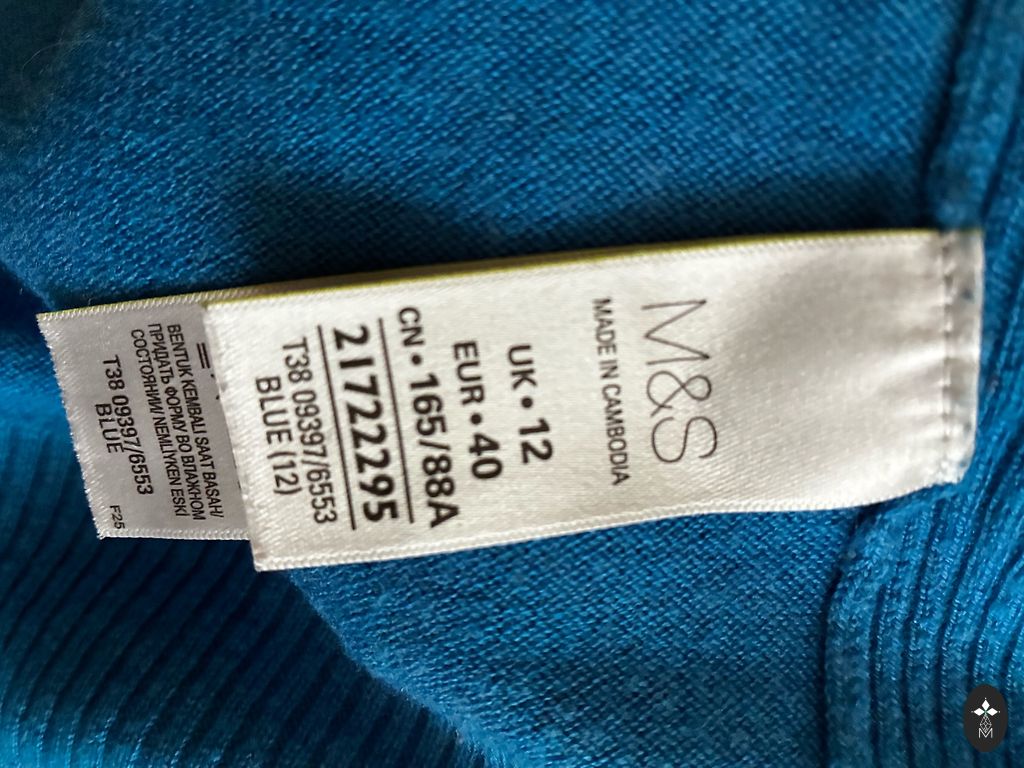 M&S
MADE IN CAMBODIA
UK • 12
EUR • 40
CN • 165/88A
21722295
T38 09397/6553
BLUE (12)
BENTUK KEMBALI SAAT BASAH/
ПРИДАТЬ ФОРМУ ВО ВЛАЖНОМ
СОСТОЯНИИ/ NEMLİYKEN ESKİ
T38 09397/6553
BLUE
F25
M